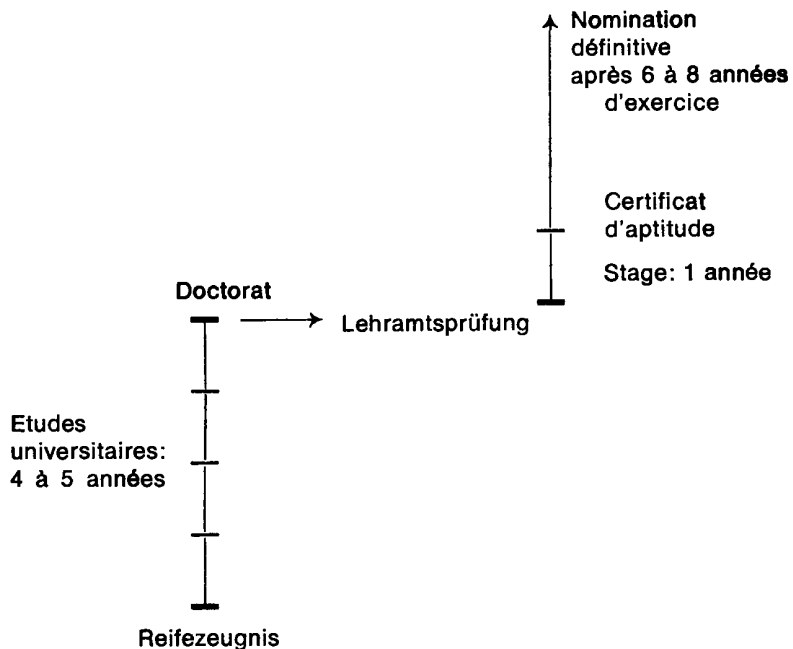 Nomination
définitive
après 6 à 8 années
d'exercice
Certificat
d'aptitude
Stage: 1 année
Doctorat
Lehramtsprüfung
Etudes
universitaires:
4 à 5 années
Reifezeugnis